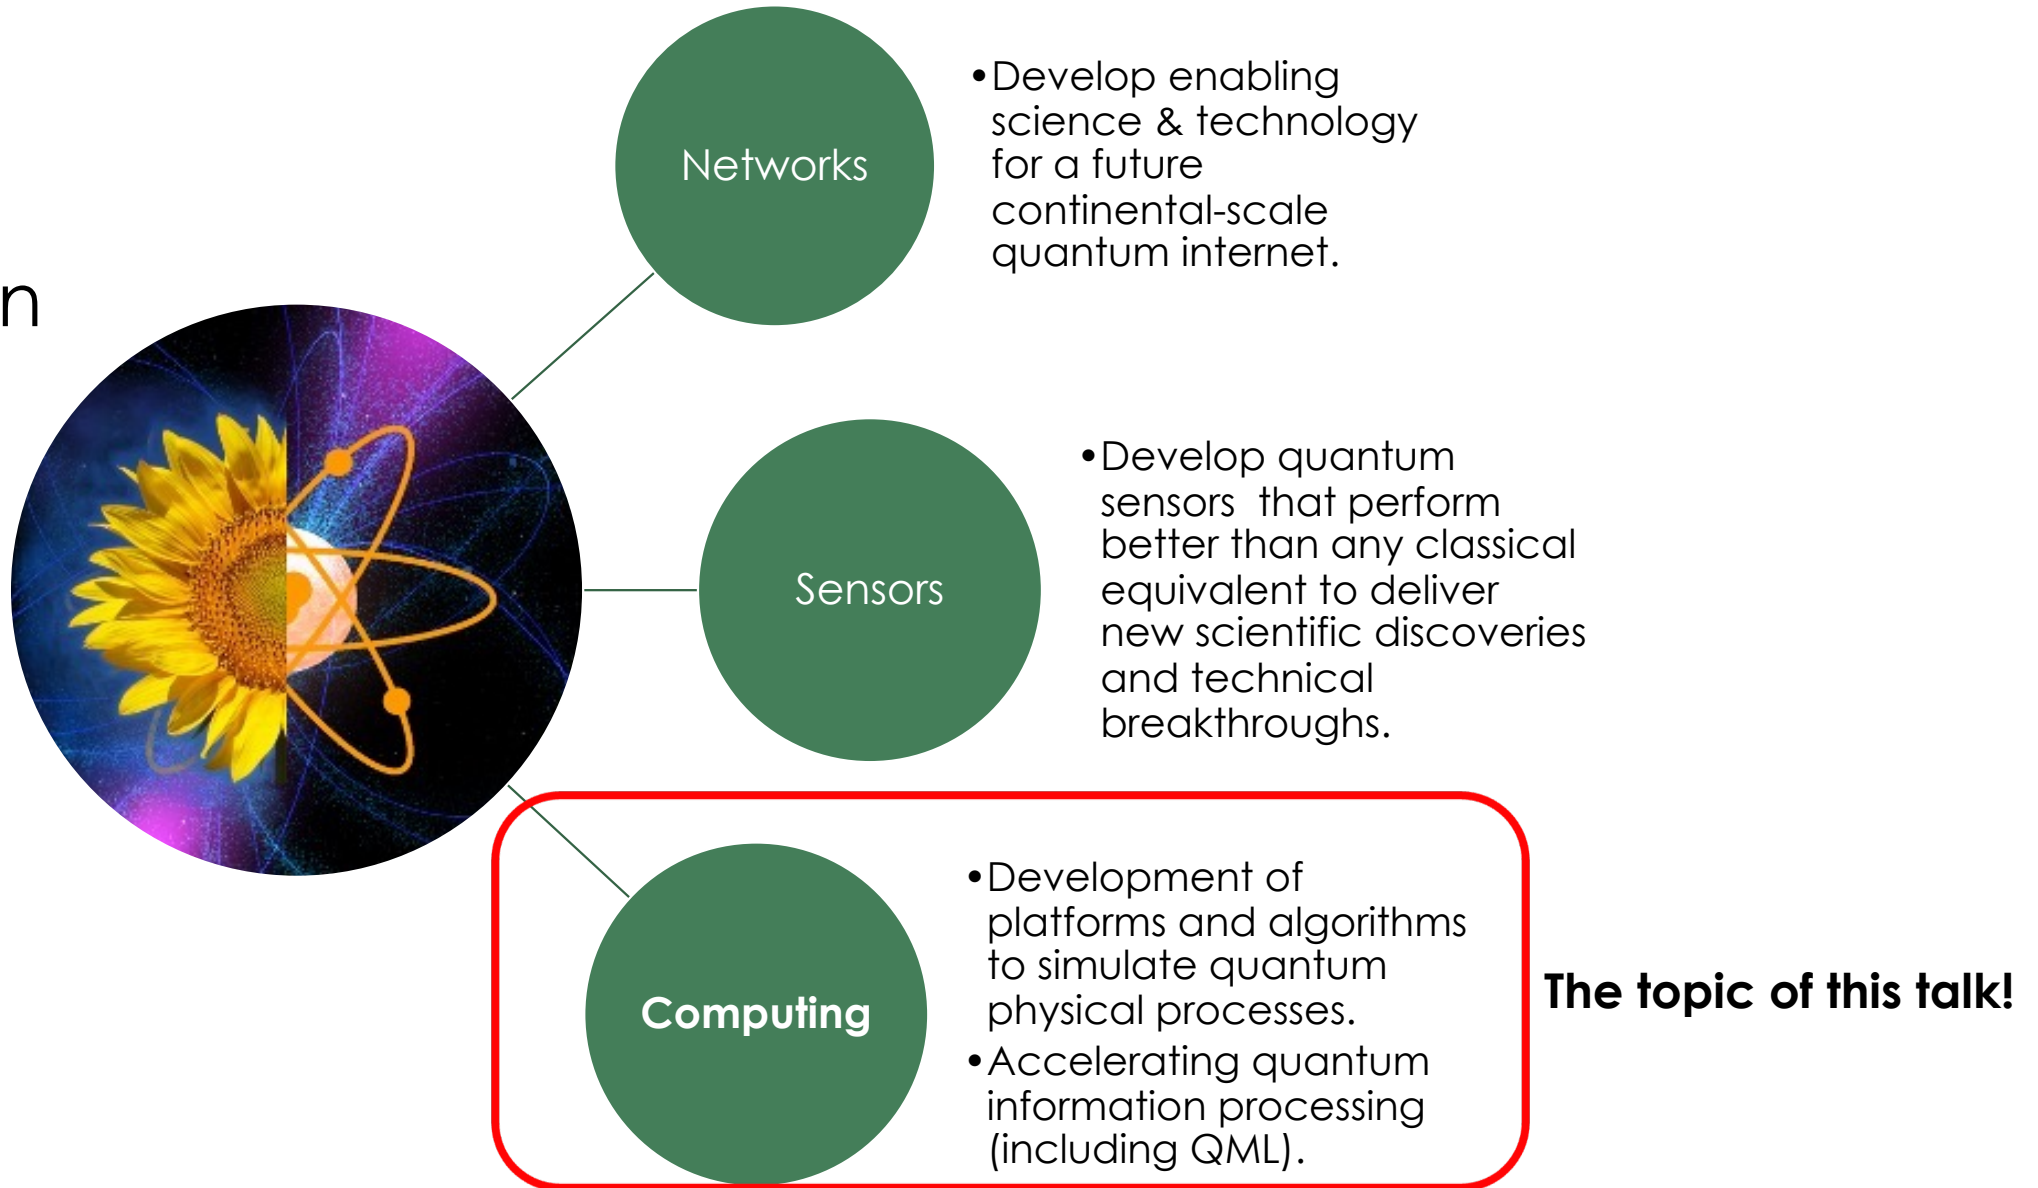 n
Networks
•Develop enabling
science & technology
for a future
continental-scale
quantum internet.
Sensors
•Develop quantum
sensors that perform
better than any classical
equivalent to deliver
new scientific discoveries
and technical
breakthroughs.
Computing
•Development of
platforms and algorithms
to simulate quantum
physical processes.
•Accelerating quantum
information processing
(including QML).
The topic of this talk!